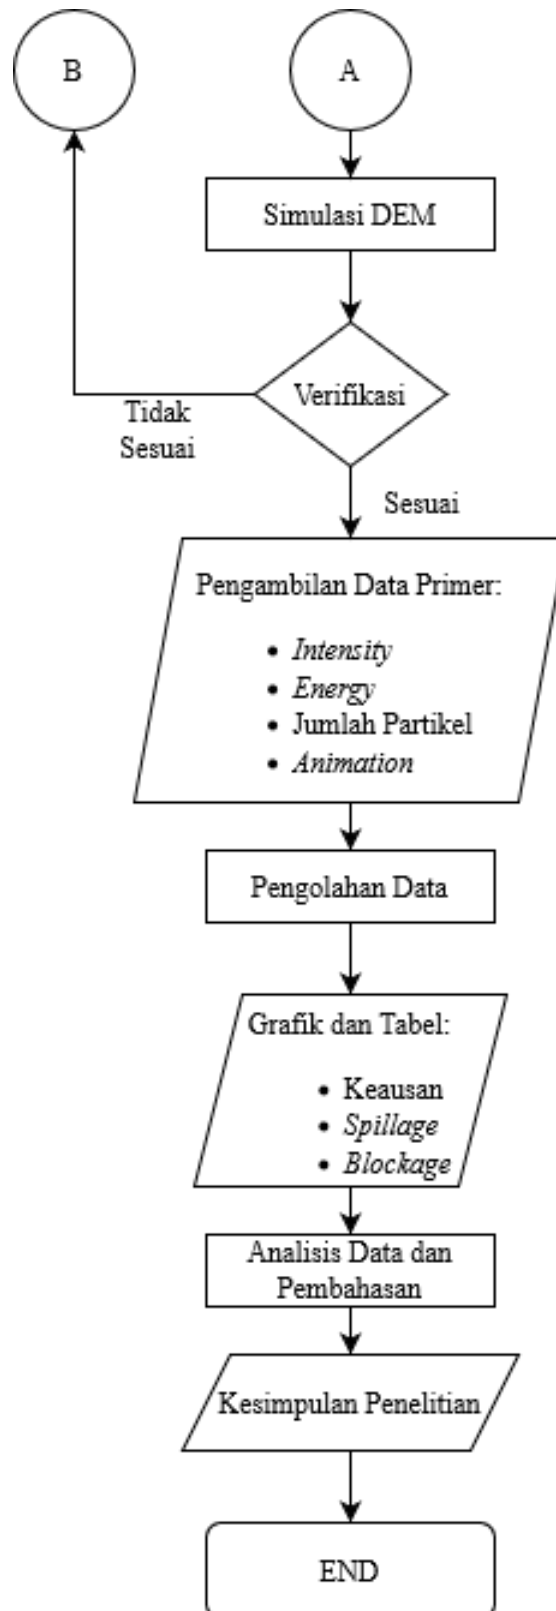 B
A
Simulasi DEM
Verifikasi
Tidak
Sesuai
Sesuai
Pengambilan Data Primer:
• Intensity
• Energy
• Jumlah Partikel
• Animation
Pengolahan Data
Grafik dan Tabel:
• Keausan
• Spillage
• Blockage
Analisis Data dan
Pembahasan
Kesimpulan Penelitian
END